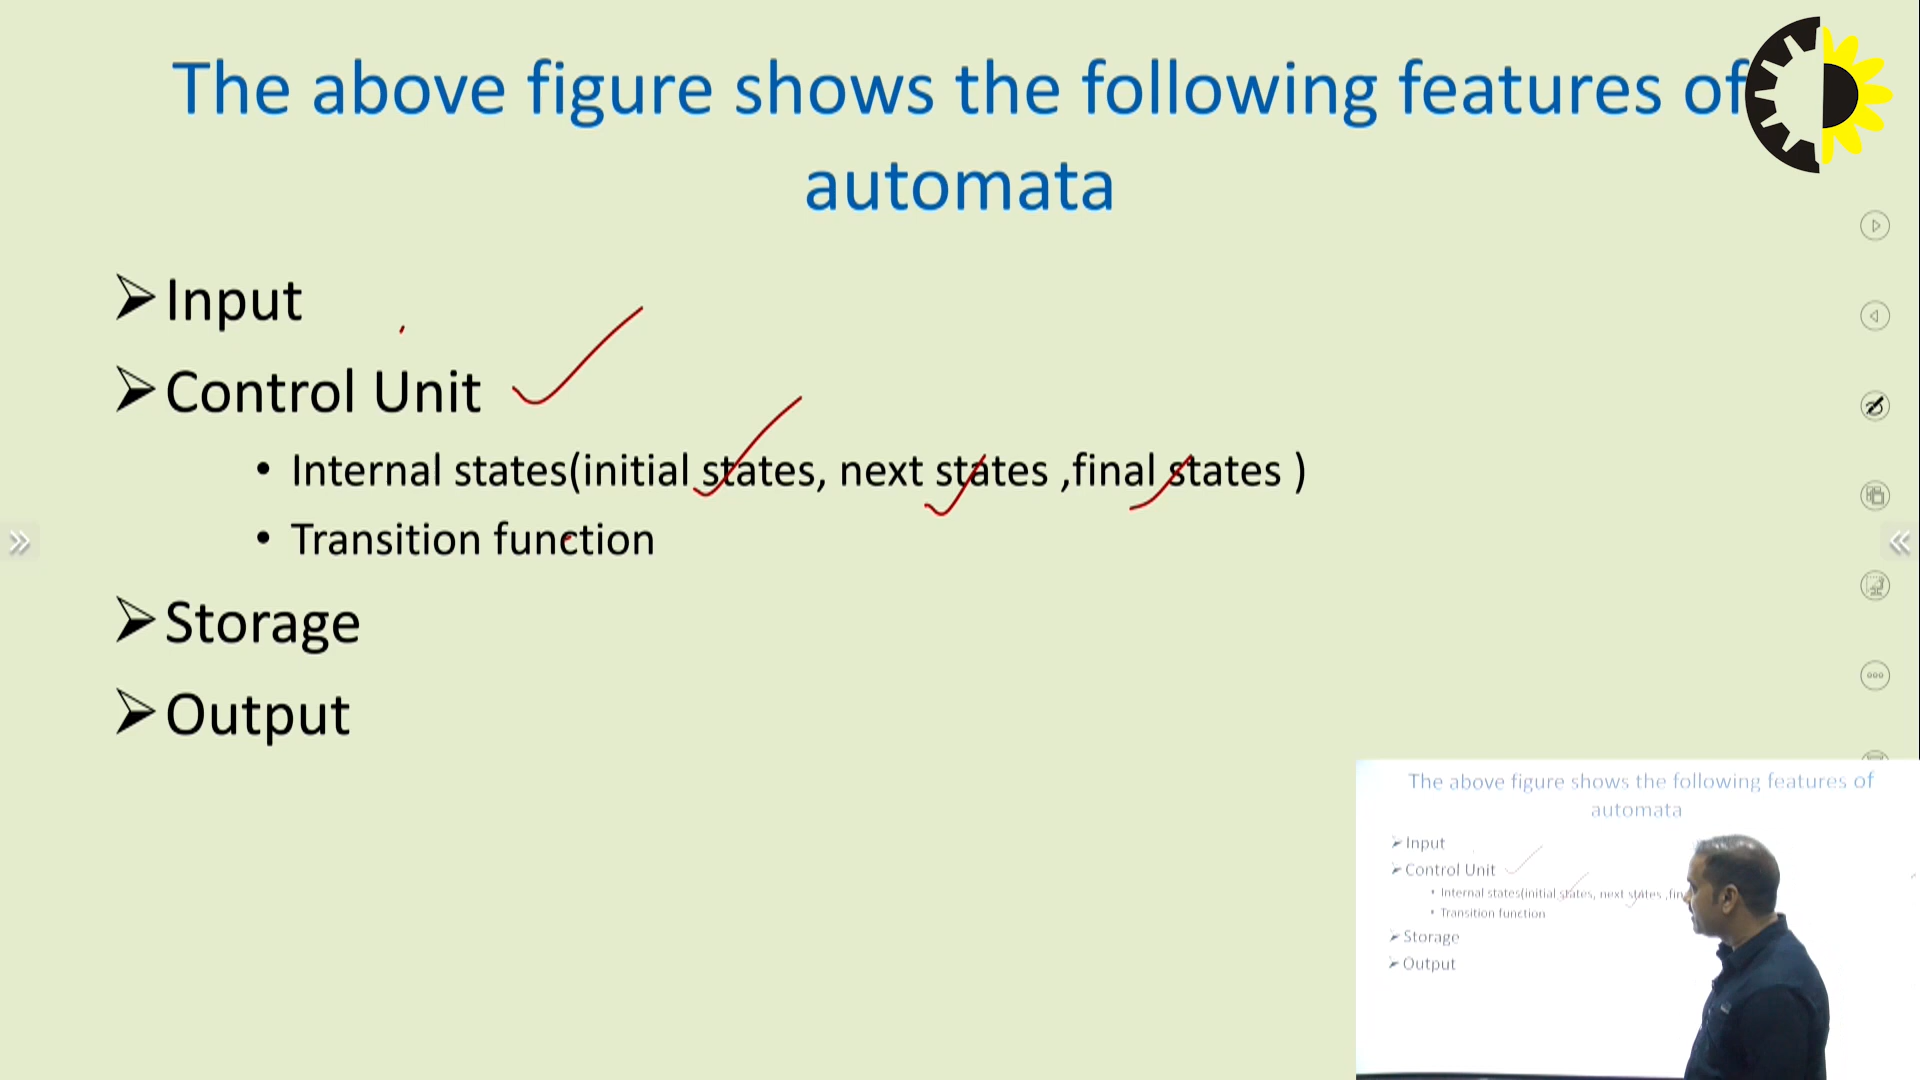 The above figure shows the following features of
automata
Input
Control Unit
Internal states(initial states, next states ,final states )
Transition function
Storage
Output
The above figure shows the following features of
automata
Input
Control Unit
Internal states(initial states, next states ,fin
Transition function
Storage
Output